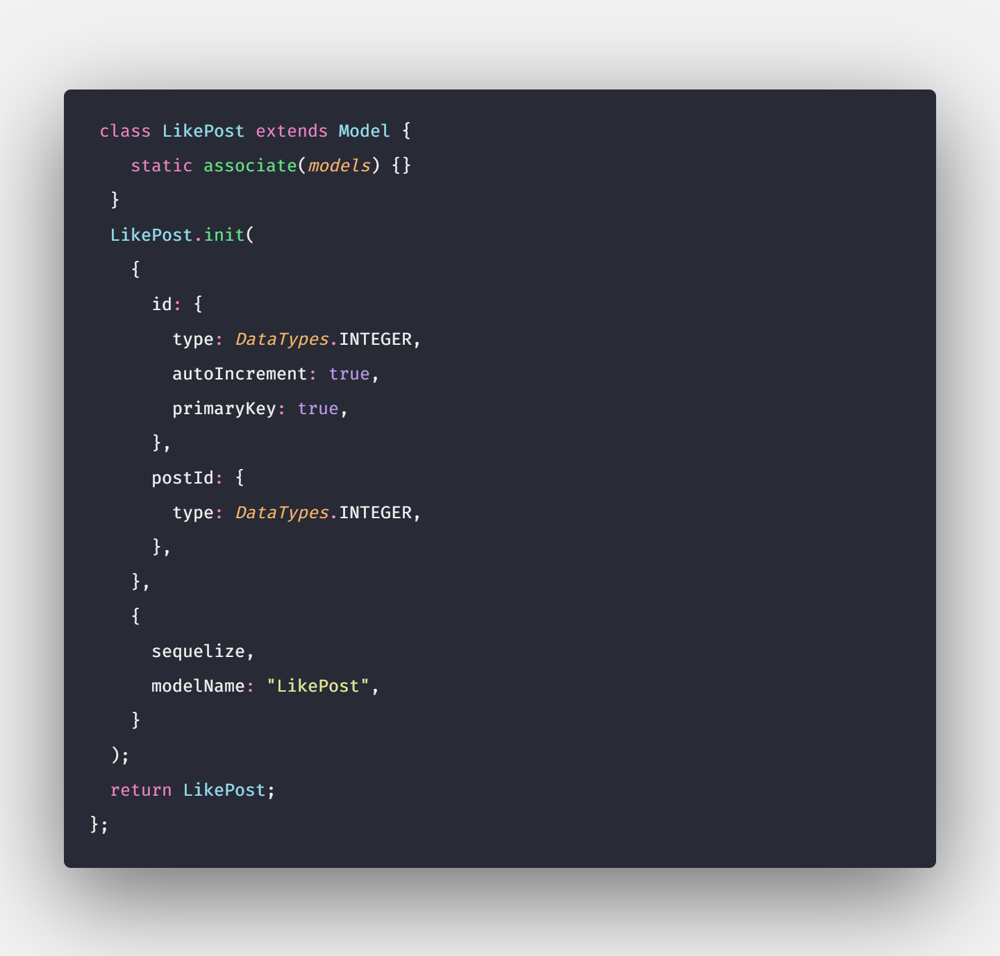 class LikePost extends Model {
static associate(models) {}
}
LikePost.init(
{
id: {
type: DataTypes.INTEGER,
autoIncrement: true,
primaryKey: true,
},
postId: {
type: DataTypes.INTEGER,
},
},
{
sequelize,
modelName: "LikePost",
}
);
return LikePost;
};